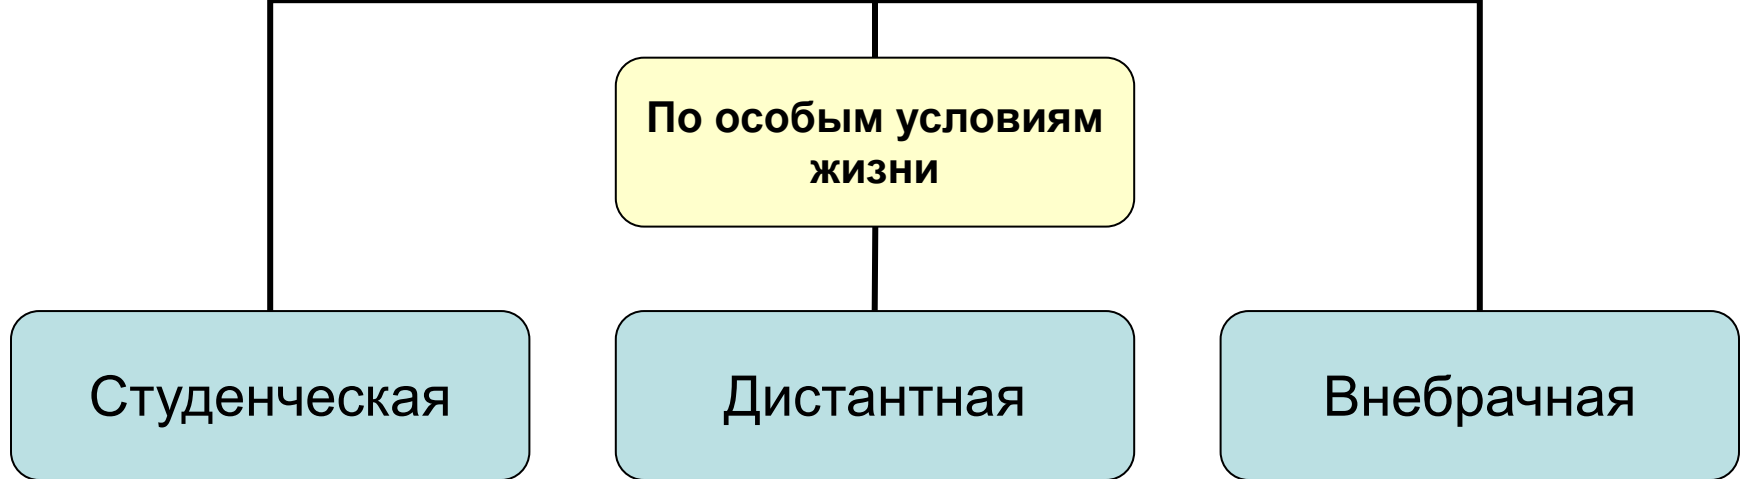 По особым условиям
жизни
Студенческая
Дистантная
Внебрачная